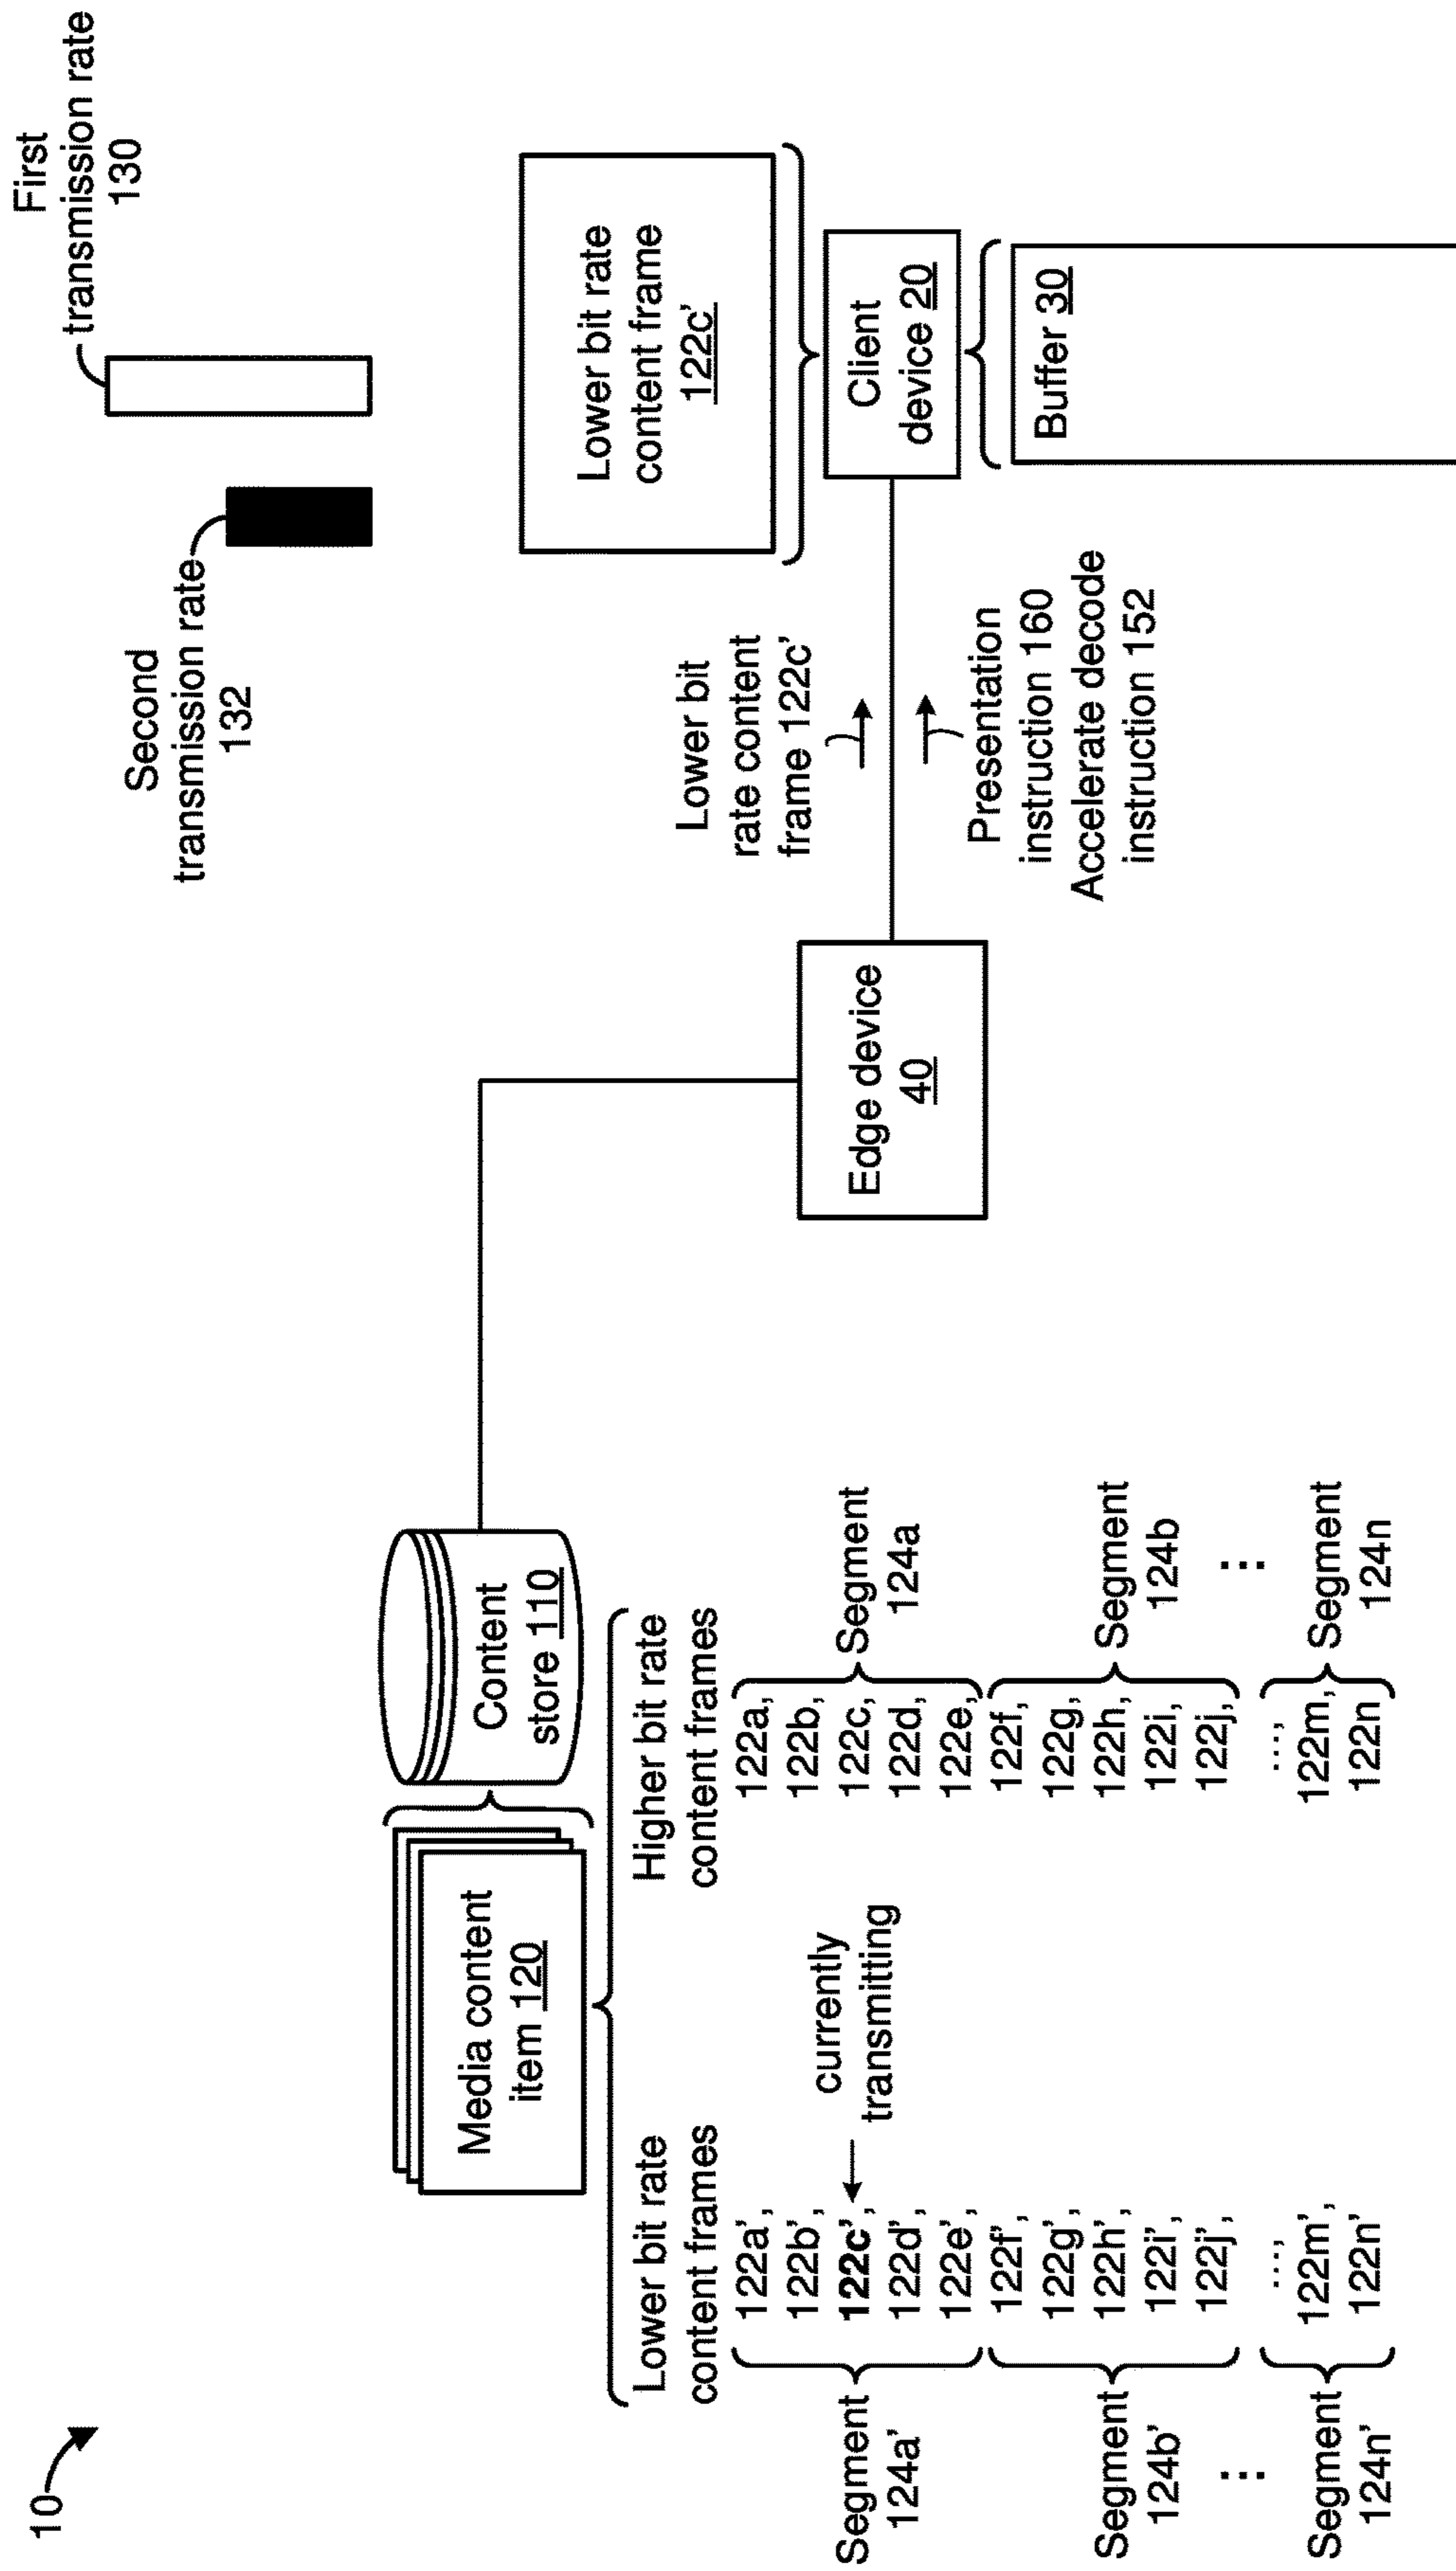 10
Media content
item 120
Content
store 110
Lower bit rate
content frames
Higher bit rate
content frames
Segment
124a'
122a',
122b',
122c',
122d',
122e',
currently
transmitting
122a,
122b,
122c,
122d,
122e,
Segment
124a
Segment
124b'
122f',
122g',
122h',
122i',
122j',
122f,
122g,
122h,
122i,
122j,
Segment
124b
...
...
Segment
124n'
...,
122m',
122n'
...,
122m,
122n
Segment
124n
Edge device
40
Second
transmission rate
132
First
transmission rate
130
Lower bit
rate content
frame 122c'
Presentation
instruction 160
Accelerate decode
instruction 152
Lower bit rate
content frame
122c'
Client
device 20
Buffer 30